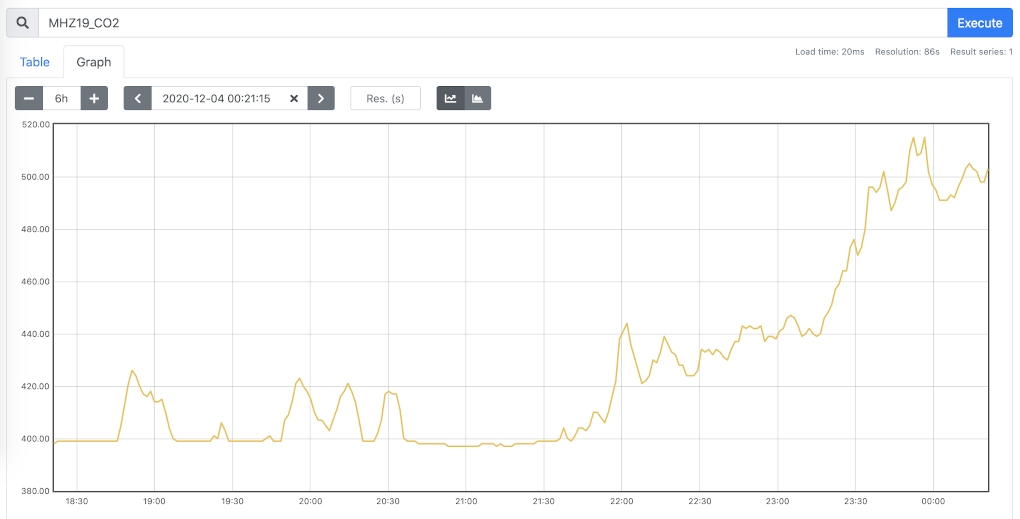 MHZ19_CO2 Execute
Load time: 20ms Resolution: 86s Result series: 1
Table Graph
6h 2020-12-04 00:21:15 Res. (s)
520.00
500.00
480.00
460.00
440.00
420.00
400.00
380.00
18:30 19:00 19:30 20:00 20:30 21:00 21:30 22:00 22:30 23:00 23:30 00:00